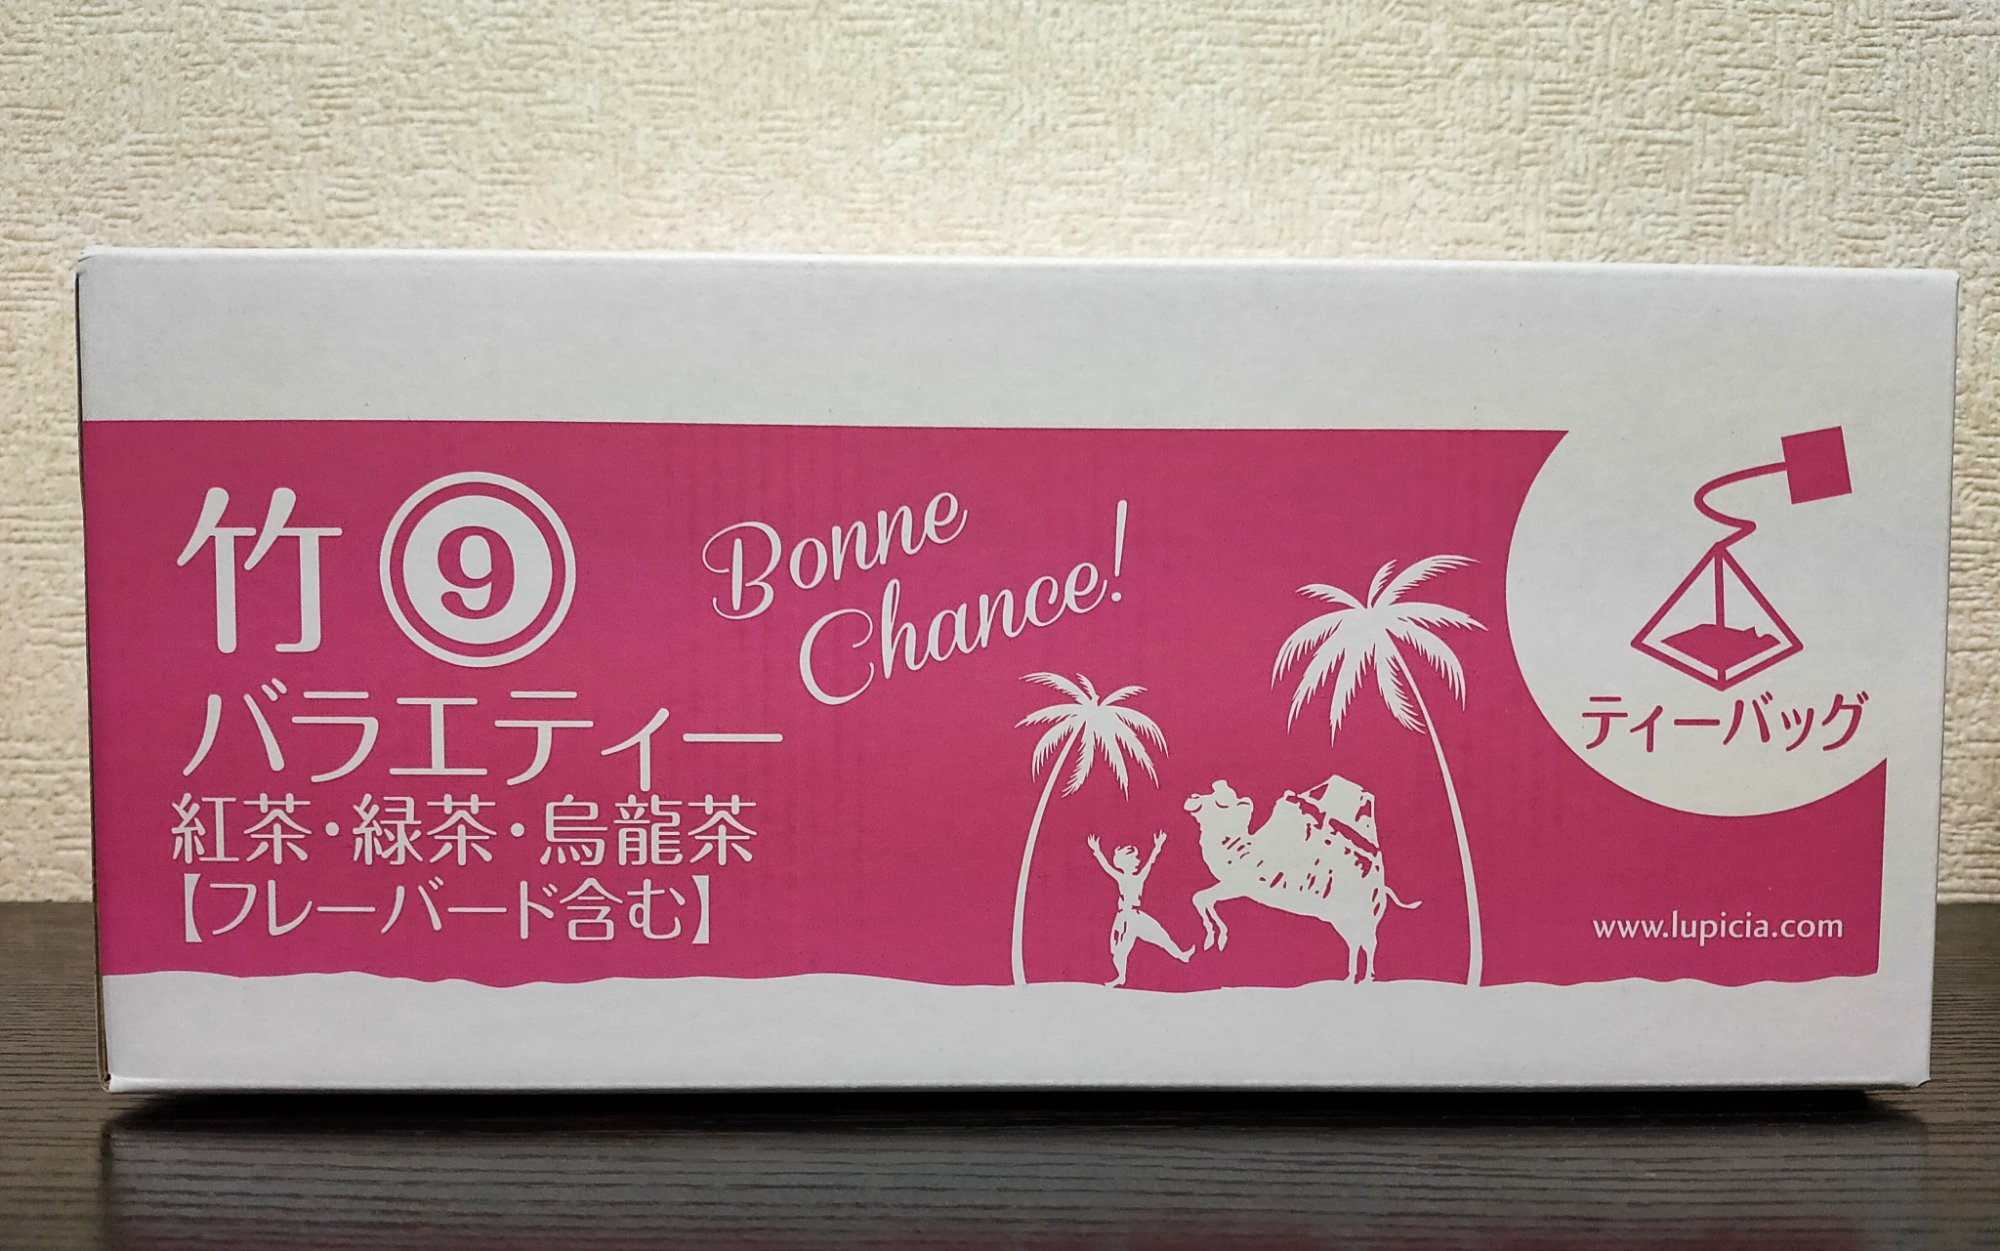 竹 ⑨
バラエティー
紅茶・緑茶・烏龍茶
【フレーバード含む】
Bonne
Chance!
ティーバッグ
www.lupicia.com